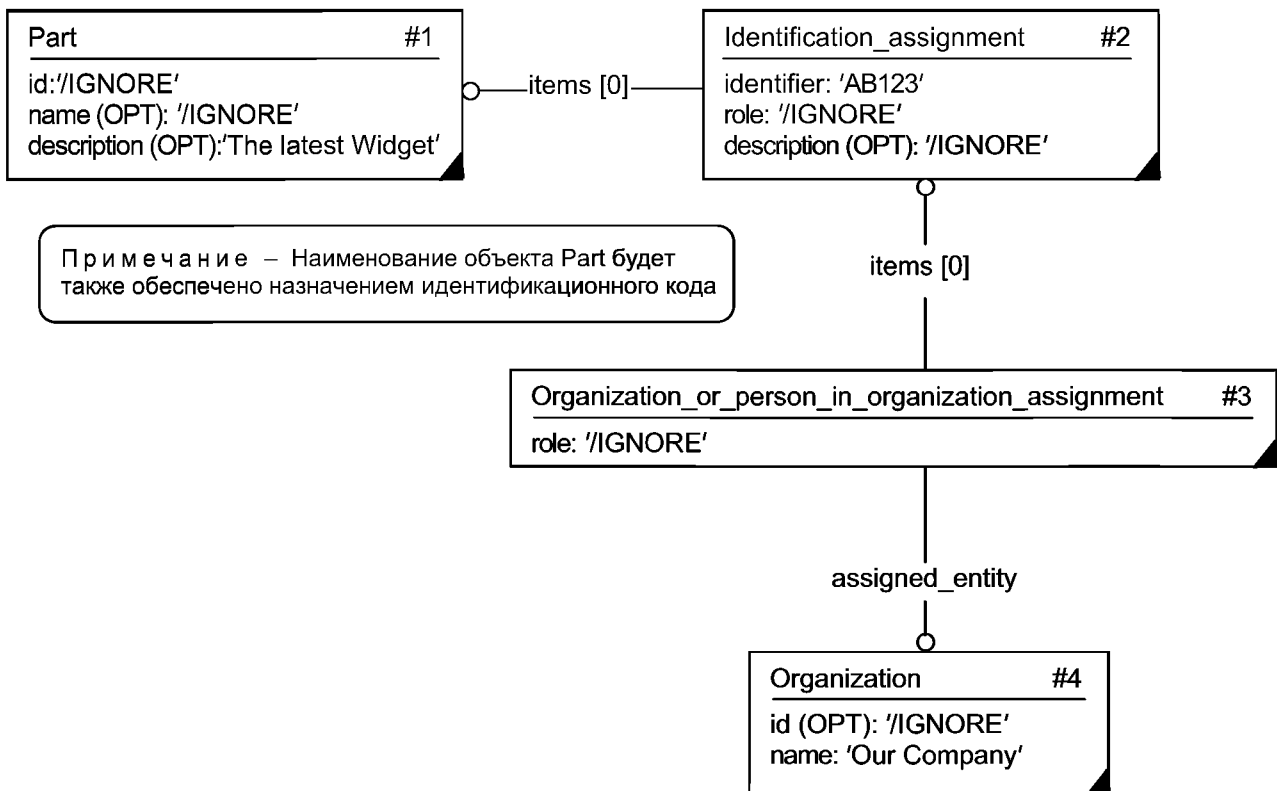 Part #1
id:'/IGNORE'
name (OPT): '/IGNORE'
description (OPT):'The latest Widget'
items [0]
Identification_assignment #2
identifier: 'AB123'
role: '/IGNORE'
description (OPT): '/IGNORE'
Примечание – Наименование объекта Part будет
также обеспечено назначением идентификационного кода
items [0]
Organization_or_person_in_organization_assignment #3
role: '/IGNORE'
assigned_entity
Organization #4
id (OPT): '/IGNORE'
name: 'Our Company'